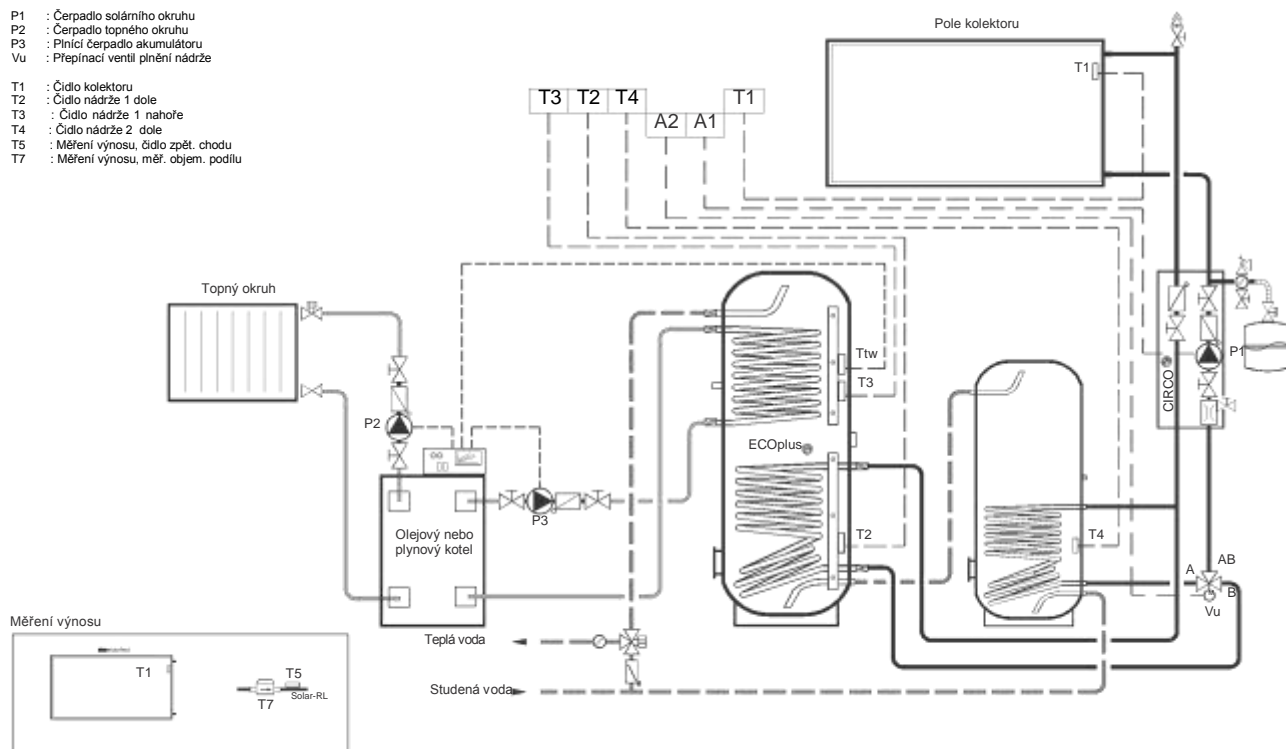 P1 : Čerpadlo solárního okruhu
P2 : Čerpadlo topného okruhu
P3 : Plnící čerpadlo akumulátoru
Vu : Přepínací ventil plnění nádrže
T1 : Čidlo kolektoru
T2 : Čidlo nádrže 1 dole
T3 : Čidlo nádrže 1 nahoře
T4 : Čidlo nádrže 2 dole
T5 : Měření výnosu, čidlo zpět. chodu
T7 : Měření výnosu, měř. objem. podílu
Pole kolektoru
T1
T3 T2 T4 T1
A2 A1
Topný okruh
P1
CIRCO
Ttw
T3
P2
ECOplus
P3
Olejový nebo
plynový kotel
T2
T4
A AB
B
Vu
Teplá voda
Studená voda
Měření výnosu
T1
T5
Solar-RL
T7